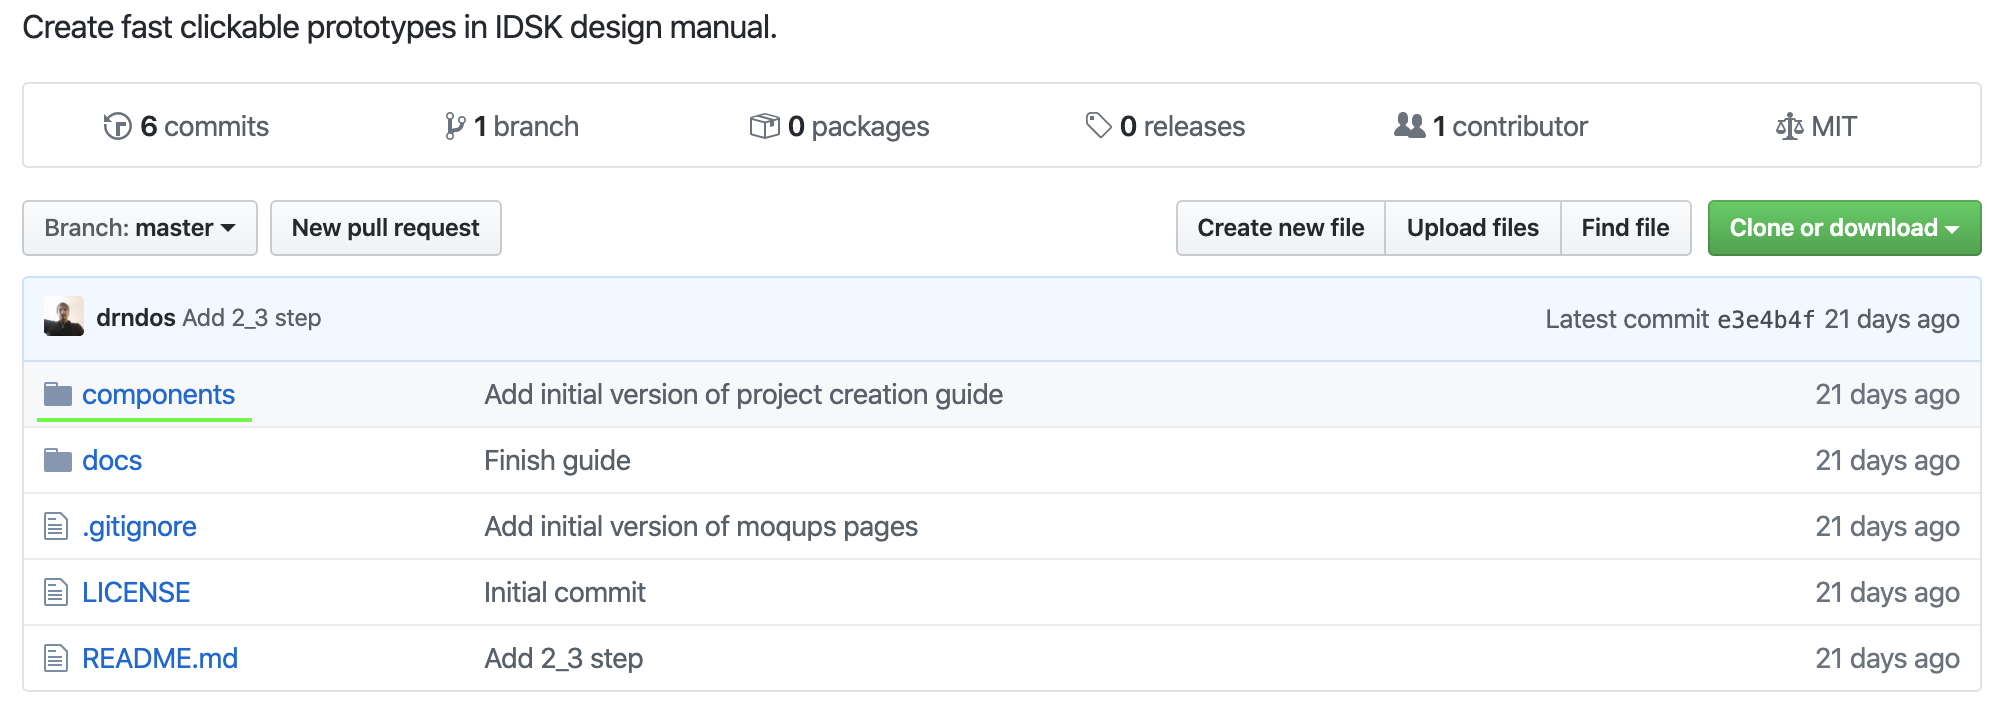 Create fast clickable prototypes in IDSK design manual.
6 commits 1 branch 0 packages 0 releases 1 contributor MIT
Branch: master New pull request Create new file Upload files Find file Clone or download
drndos Add 2_3 step Latest commit e3e4b4f 21 days ago
components Add initial version of project creation guide 21 days ago
docs Finish guide 21 days ago
.gitignore Add initial version of moqups pages 21 days ago
LICENSE Initial commit 21 days ago
README.md Add 2_3 step 21 days ago